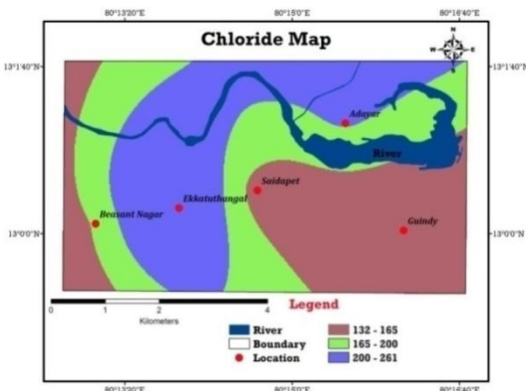 80°13'20"E 80°15'0"E 80°16'40"E
Chloride Map
N
W E
S
13°1'40"N 13°1'40"N
Adayar
River
Saidapet
Ekkatuthangal
Beasant Nagar
Guindy
13°0'0"N 13°0'0"N
Legend
0 1 2 4
Kilometers
River 132 - 165
Boundary 165 - 200
Location 200 - 261
80°13'20"E 80°15'0"E 80°16'40"E